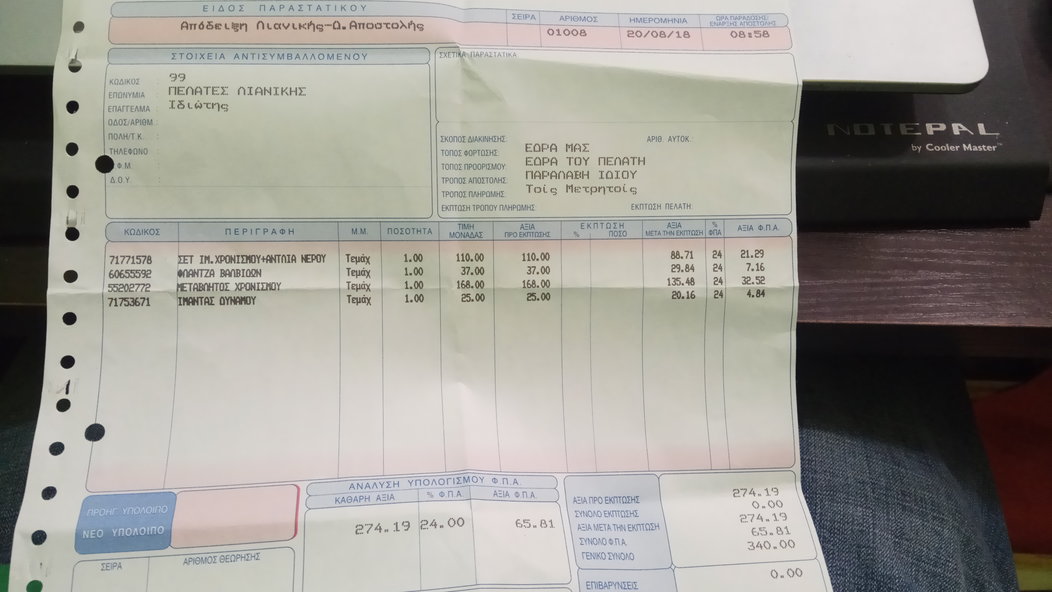 ΕΙΔΟΣ ΠΑΡΑΣΤΑΤΙΚΟΥ ΣΕΙΡΑ ΑΡΙΘΜΟΣ ΗΜΕΡΟΜΗΝΙΑ ΩΡΑ ΠΑΡΑΔΟΣΗΣ/ ΕΝΑΡΞΗΣ ΑΠΟΣΤΟΛΗΣ
Απόδειξη Λιανικής-Δ.Αποστολής 01008 20/08/18 08:58
ΣΤΟΙΧΕΙΑ ΑΝΤΙΣΥΜΒΑΛΛΟΜΕΝΟΥ
ΚΩΔΙΚΟΣ : 99
ΕΠΩΝΥΜΙΑ : ΠΕΛΑΤΕΣ ΛΙΑΝΙΚΗΣ
ΕΠΑΓΓΕΛΜΑ : Ιδιώτης
ΟΔΟΣ/ΑΡΙΘΜ. :
ΠΟΛΗ/Τ.Κ. :
ΤΗΛΕΦΩΝΟ :
Φ.Μ. :
Δ.Ο.Υ. :
ΣΧΕΤΙΚΑ ΠΑΡΑΣΤΑΤΙΚΑ
ΣΚΟΠΟΣ ΔΙΑΚΙΝΗΣΗΣ: ΑΡΙΘ. ΑΥΤΟΚ.:
ΤΟΠΟΣ ΦΟΡΤΩΣΗΣ: ΕΔΡΑ ΜΑΣ
ΤΟΠΟΣ ΠΡΟΟΡΙΣΜΟΥ: ΕΔΡΑ ΤΟΥ ΠΕΛΑΤΗ
ΤΡΟΠΟΣ ΑΠΟΣΤΟΛΗΣ: ΠΑΡΑΛΑΒΗ ΙΔΙΟΥ
ΤΡΟΠΟΣ ΠΛΗΡΩΜΗΣ: Τοίς Μετρητοίς
ΕΚΠΤΩΣΗ ΤΡΟΠΟΥ ΠΛΗΡΩΜΗΣ: ΕΚΠΤΩΣΗ ΠΕΛΑΤΗ:
NOTEPAL
by Cooler Master™
ΚΩΔΙΚΟΣ ΠΕΡΙΓΡΑΦΗ Μ.Μ. ΠΟΣΟΤΗΤΑ ΤΙΜΗ ΜΟΝΑΔΑΣ ΑΞΙΑ ΠΡΟ ΕΚΠΤΩΣΗΣ ΕΚΠΤΩΣΗ % ΠΟΣΟ ΑΞΙΑ ΜΕΤΑ ΤΗΝ ΕΚΠΤΩΣΗ % ΦΠΑ ΑΞΙΑ Φ.Π.Α.
71771578 ΣΕΤ ΙΜ.ΧΡΟΝΙΣΜΟΥ+ΑΝΤΛΙΑ ΝΕΡΟΥ Τεμάχ 1.00 110.00 110.00 88.71 24 21.29
60655592 ΦΛΑΝΤΖΑ ΒΑΛΒΙΔΩΝ Τεμάχ 1.00 37.00 37.00 29.84 24 7.16
55202772 ΜΕΤΑΒΛΗΤΟΣ ΧΡΟΝΙΣΜΟΥ Τεμάχ 1.00 168.00 168.00 135.48 24 32.52
71753671 ΙΜΑΝΤΑΣ ΔΥΝΑΜΟΥ Τεμάχ 1.00 25.00 25.00 20.16 24 4.84
ΠΡΟΗΓ. ΥΠΟΛΟΙΠΟ
ΝΕΟ ΥΠΟΛΟΙΠΟ
ΣΕΙΡΑ ΑΡΙΘΜΟΣ ΘΕΩΡΗΣΗΣ
ΑΝΑΛΥΣΗ ΥΠΟΛΟΓΙΣΜΟΥ Φ.Π.Α.
ΚΑΘΑΡΗ ΑΞΙΑ % Φ.Π.Α. ΑΞΙΑ Φ.Π.Α.
274.19 24.00 65.81
ΑΞΙΑ ΠΡΟ ΕΚΠΤΩΣΗΣ 274.19
ΣΥΝΟΛΟ ΕΚΠΤΩΣΗΣ 0.00
ΑΞΙΑ ΜΕΤΑ ΤΗΝ ΕΚΠΤΩΣΗ 274.19
ΣΥΝΟΛΟ Φ.Π.Α. 65.81
ΓΕΝΙΚΟ ΣΥΝΟΛΟ 340.00
ΕΠΙΒΑΡΥΝΣΕΙΣ 0.00